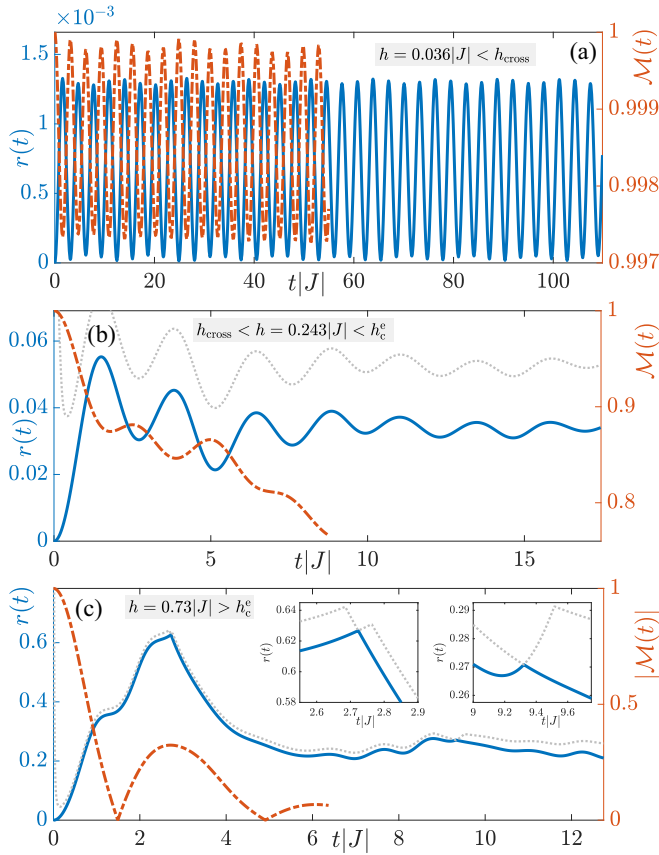 ×10⁻³
h = 0.036|J| < h_cross
(a)
1.5
1
0.5
0
r(t)
1
0.999
0.998
0.997
ℳ(t)
0 20 40 60 80 100
t|J|
(b)
h_cross < h = 0.243|J| < h_c^e
0.06
0.04
0.02
0
r(t)
1
0.9
0.8
ℳ(t)
0 5 10 15
t|J|
(c)
h = 0.73|J| > h_c^e
0.6
0.4
0.2
0
r(t)
1
0.5
0
|ℳ(t)|
0.64
0.62
0.6
0.58
r(t)
2.6 2.7 2.8 2.9
t|J|
0.29
0.28
0.27
0.26
r(t)
9 9.2 9.4 9.6
t|J|
0 2 4 6 8 10 12
t|J|